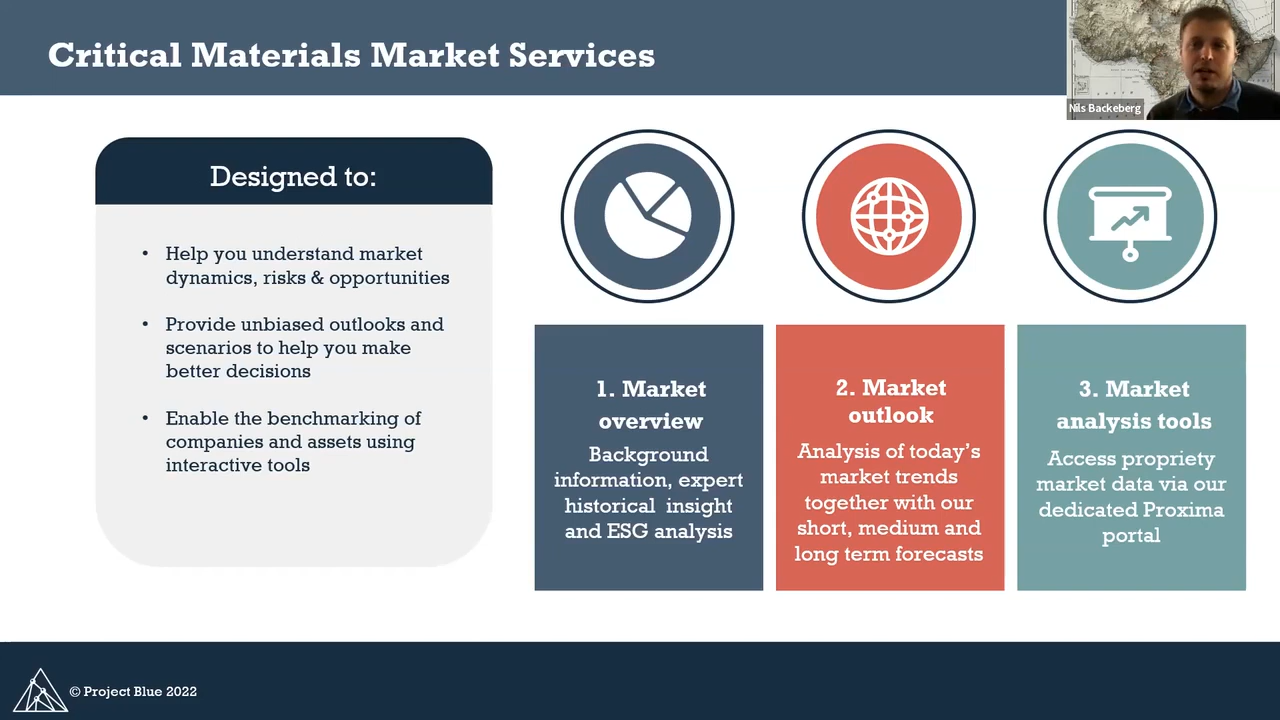 Critical Materials Market Services
Nils Backeberg
Designed to:
• Help you understand market
dynamics, risks & opportunities
• Provide unbiased outlooks and
scenarios to help you make
better decisions
• Enable the benchmarking of
companies and assets using
interactive tools
1. Market
overview
Background
information, expert
historical insight
and ESG analysis
2. Market
outlook
Analysis of today's
market trends
together with our
short, medium and
long term forecasts
3. Market
analysis tools
Access propriety
market data via our
dedicated Proxima
portal
© Project Blue 2022